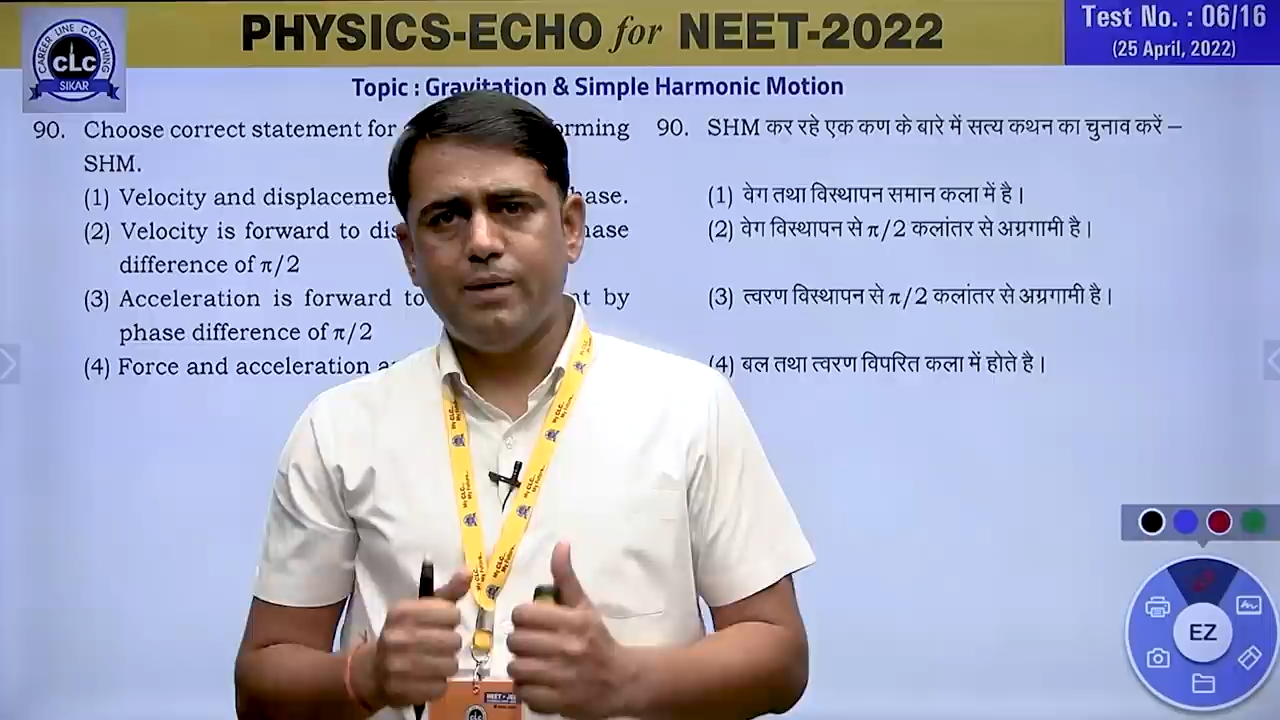 PHYSICS-ECHO for NEET-2022
Test No. : 06/16
(25 April, 2022)
CAREER LINE COACHING
CLC
SIKAR
Topic : Gravitation & Simple Harmonic Motion
90. Choose correct statement for
SHM.
(1) Velocity and
(2) Velocity is forward to
difference of π/2
(3) Acceleration is forward to by
phase difference of π/2
(4) Force and acceleration
90. SHM कर रहे एक कण के बारे में सत्य कथन का चुनाव करें –
(1) वेग तथा विस्थापन समान कला में है।
(2) वेग विस्थापन से π/2 कलांतर से अग्रगामी है।
(3) त्वरण विस्थापन से π/2 कलांतर से अग्रगामी है।
(4) बल तथा त्वरण विपरित कला में होते है।
EZ
CLC